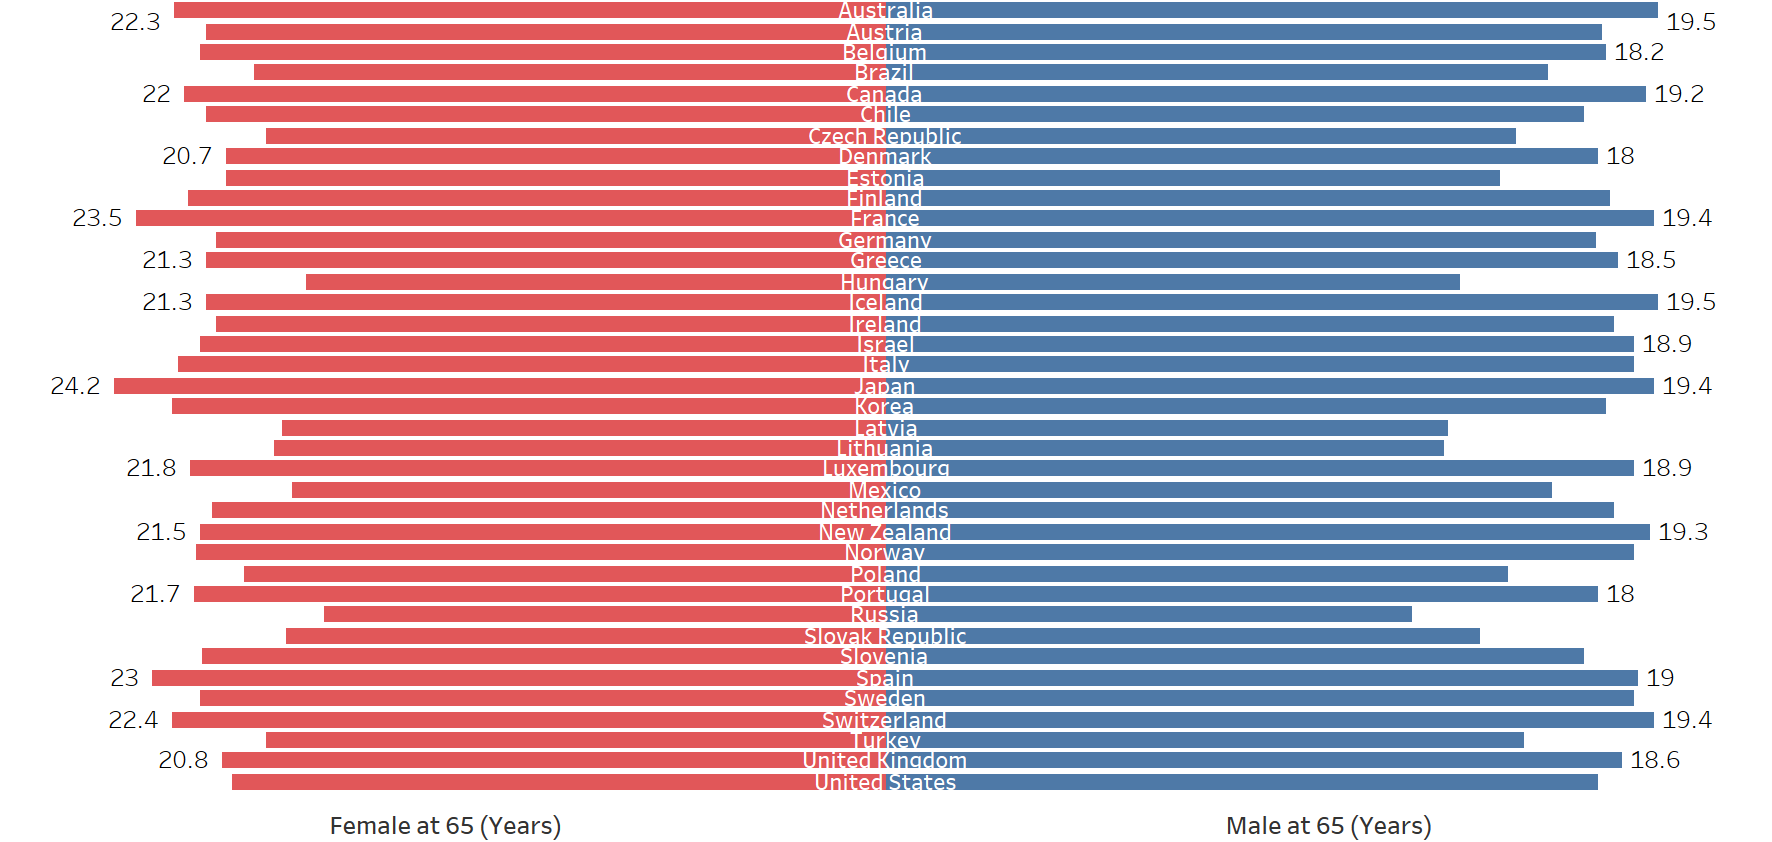 22.3 Australia 19.5
Austria
Belgium 18.2
Brazil
22 Canada 19.2
Chile
Czech Republic
20.7 Denmark 18
Estonia
Finland
23.5 France 19.4
Germany
21.3 Greece 18.5
Hungary
21.3 Iceland 19.5
Ireland
Israel 18.9
Italy
24.2 Japan 19.4
Korea
Latvia
Lithuania
21.8 Luxembourg 18.9
Mexico
Netherlands
21.5 New Zealand 19.3
Norway
Poland
21.7 Portugal 18
Russia
Slovak Republic
Slovenia
23 Spain 19
Sweden
22.4 Switzerland 19.4
Turkey
20.8 United Kingdom 18.6
United States
Female at 65 (Years) Male at 65 (Years)